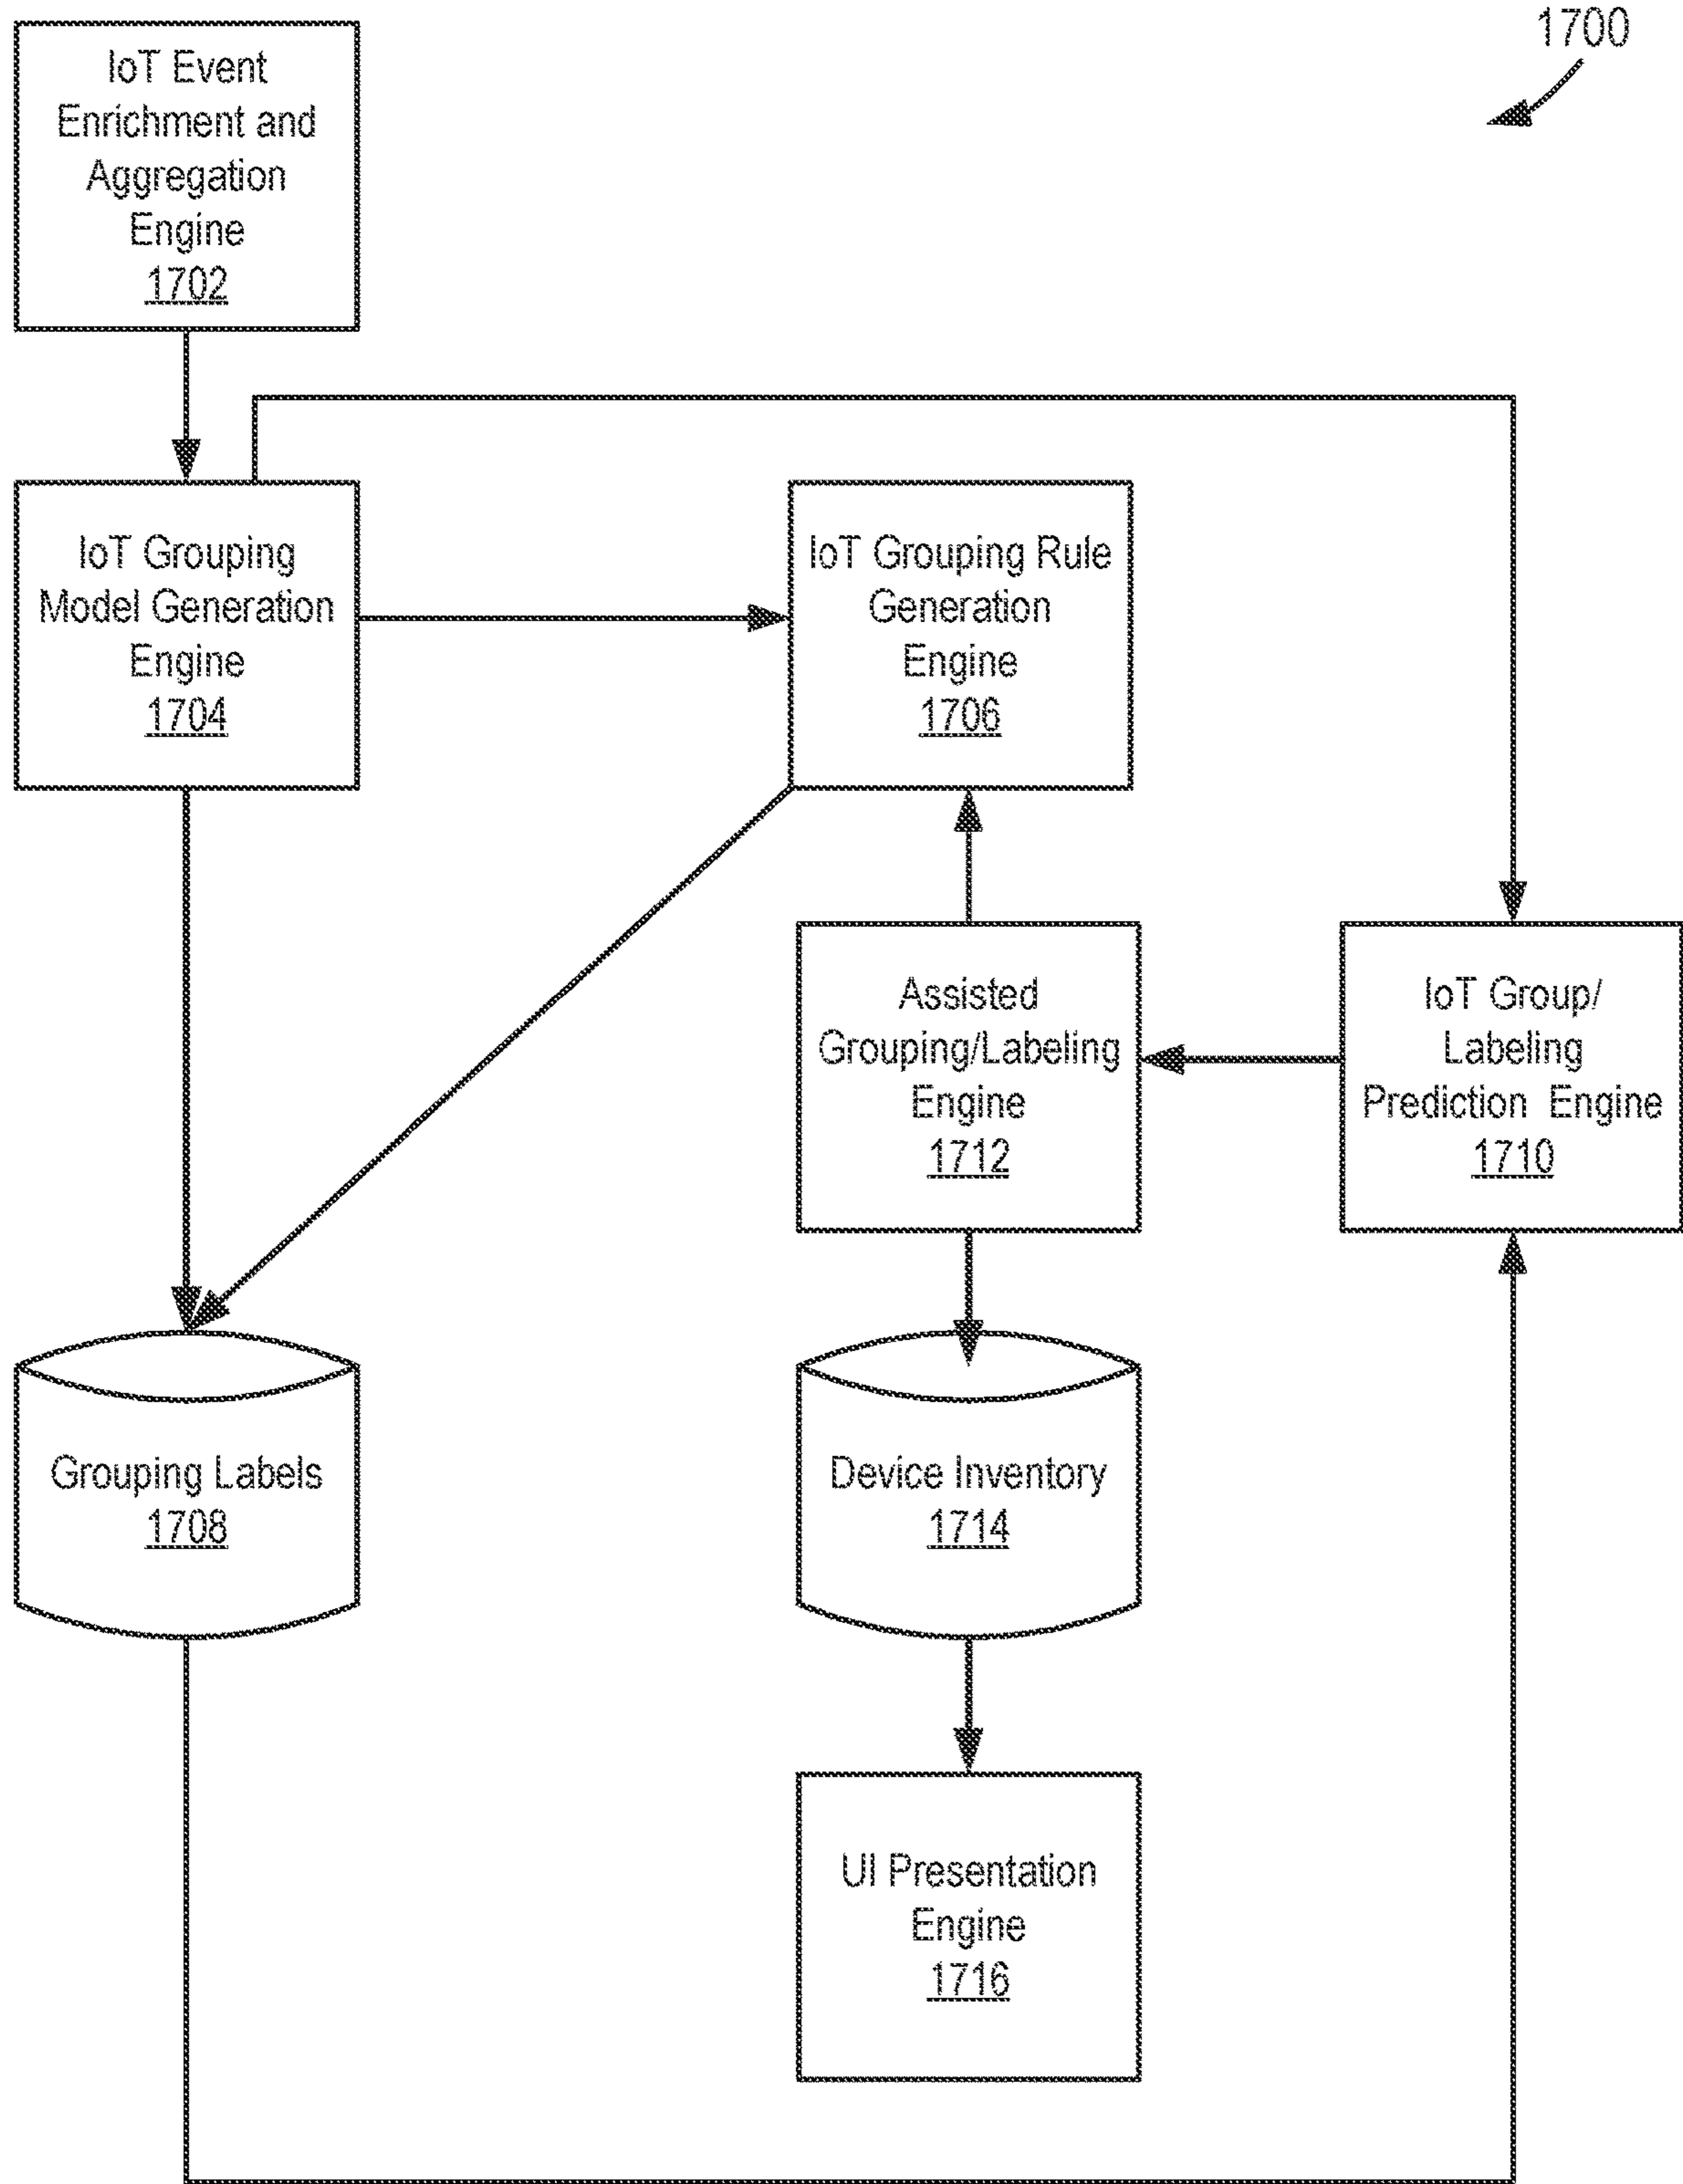 1700
IoT Event
Enrichment and
Aggregation
Engine
1702
IoT Grouping
Model Generation
Engine
1704
IoT Grouping Rule
Generation
Engine
1706
Assisted
Grouping/Labeling
Engine
1712
IoT Group/
Labeling
Prediction Engine
1710
Grouping Labels
1708
Device Inventory
1714
UI Presentation
Engine
1716